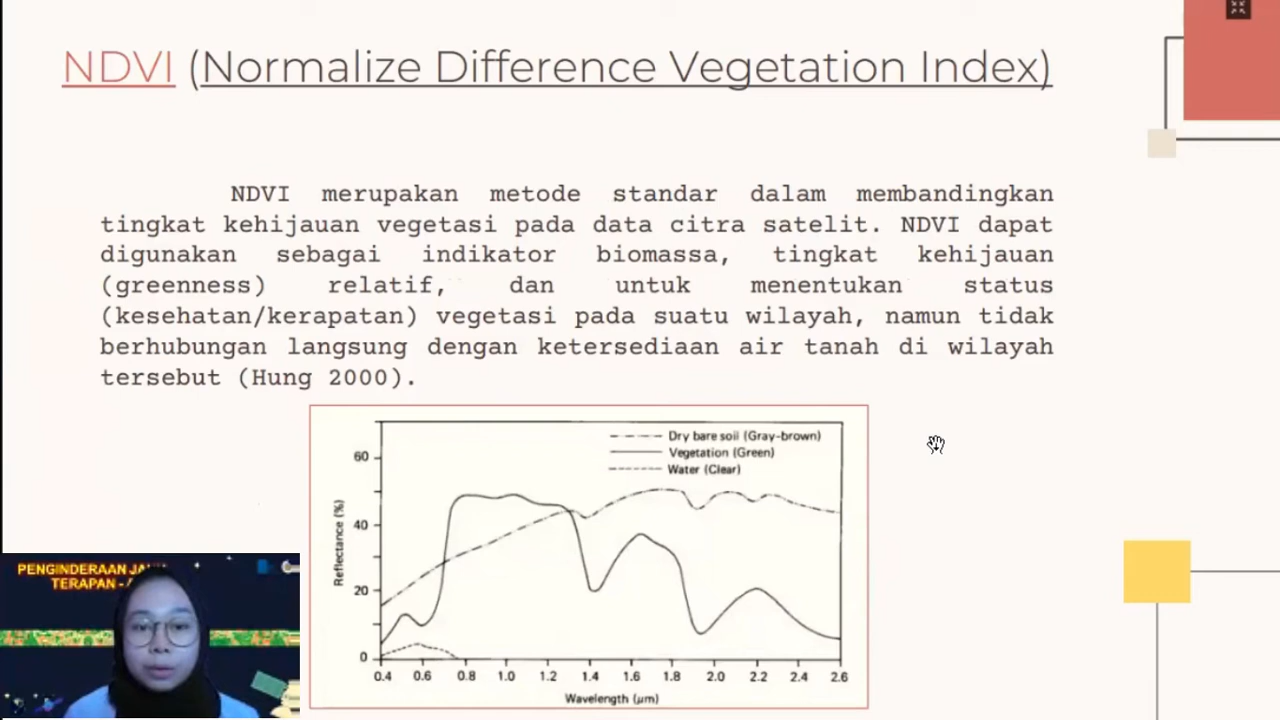 NDVI (Normalize Difference Vegetation Index)
NDVI merupakan metode standar dalam membandingkan
tingkat kehijauan vegetasi pada data citra satelit. NDVI dapat
digunakan sebagai indikator biomassa, tingkat kehijauan
(greenness) relatif, dan untuk menentukan status
(kesehatan/kerapatan) vegetasi pada suatu wilayah, namun tidak
berhubungan langsung dengan ketersediaan air tanah di wilayah
tersebut (Hung 2000).
Dry bare soil (Gray-brown)
Vegetation (Green)
Water (Clear)
Reflectance (%)
60
40
20
0
0.4 0.6 0.8 1.0 1.2 1.4 1.6 1.8 2.0 2.2 2.4 2.6
Wavelength (µm)
PENGINDERAAN
TERAPAN -